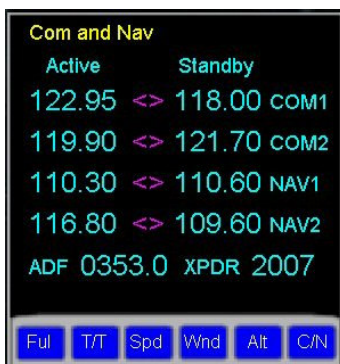 Com and Nav
Active Standby
122.95 <> 118.00 COM1
119.90 <> 121.70 COM2
110.30 <> 110.60 NAV1
116.80 <> 109.60 NAV2
ADF 0353.0 XPDR 2007
Ful T/T Spd Wnd Alt C/N